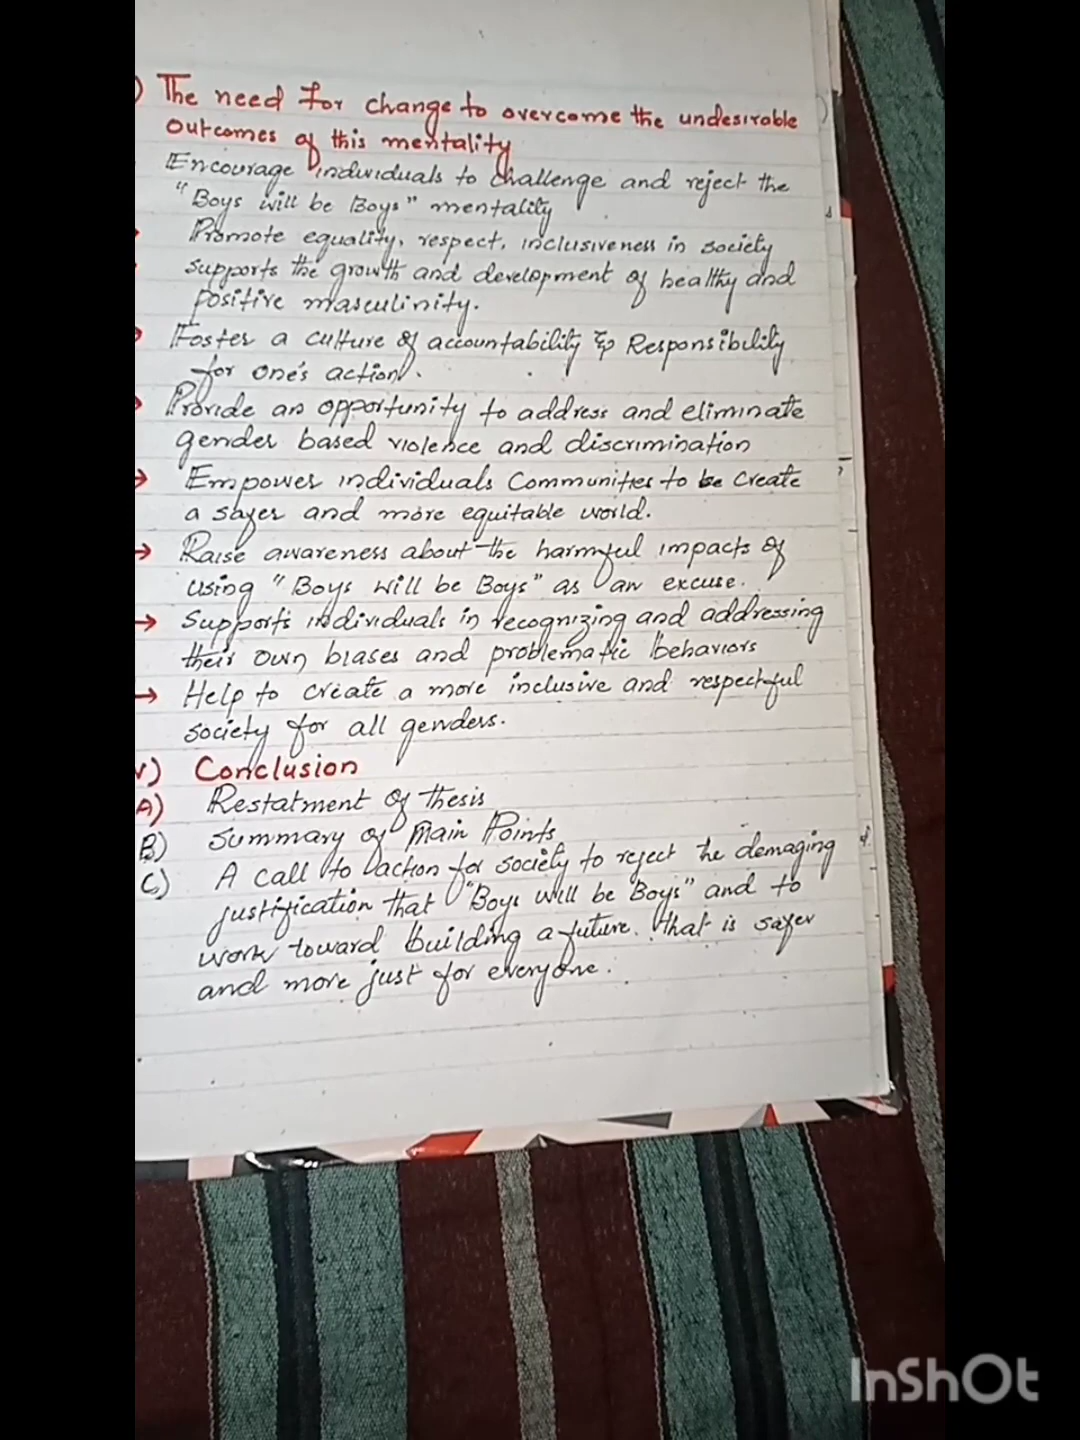 ) The need for change to overcome the undesirable
outcomes of this mentality
Encourage individuals to challenge and reject the
"Boys will be Boys" mentality
Promote equality, respect, inclusiveness in society
supports the growth and development of healthy and
positive masculinity.
Foster a culture of accountability & Responsibility
for one's action.
→ Provide an opportunity to address and eliminate
gender based violence and discrimination
→ Empower individuals Communities to be create
a safer and more equitable world.
→ Raise awareness about the harmful impacts of
using "Boys will be Boys" as an excuse.
→ Supports individuals in recognizing and addressing
their own biases and problematic behaviors
→ Help to create a more inclusive and respectful
society for all genders.
V) Conclusion
A) Restatment of thesis
B) Summary of Main Points
C) A call to action for society to reject the demaging
justification that "Boys will be Boys" and to
work toward building a future. that is safer
and more just for everyone.
InShOt